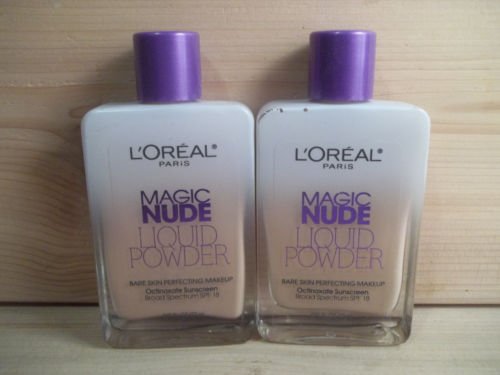 L'ORÉAL
PARIS
MAGIC
NUDE
LIQUID
POWDER
BARE SKIN PERFECTING MAKEUP
Octinoxate Sunscreen
Broad Spectrum SPF 18
L'ORÉAL
PARIS
MAGIC
NUDE
LIQUID
POWDER
BARE SKIN PERFECTING MAKEUP
Octinoxate Sunscreen
Broad Spectrum SPF 18